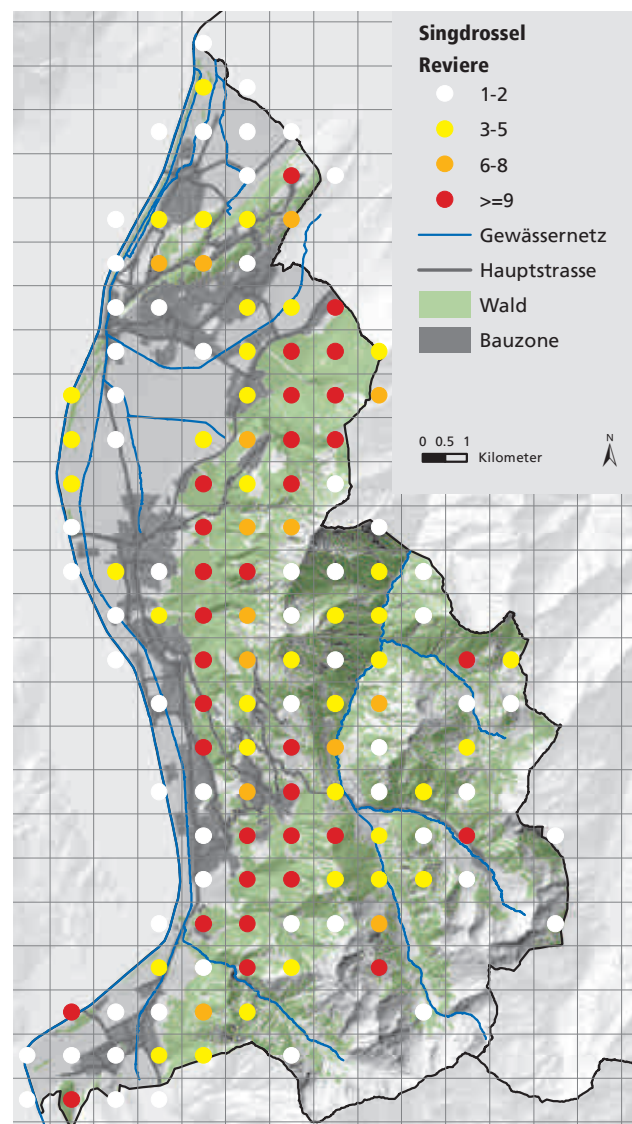 Singdrossel
Reviere
1-2
3-5
6-8
>=9
Gewässernetz
Hauptstrasse
Wald
Bauzone
0 0.5 1
Kilometer
N